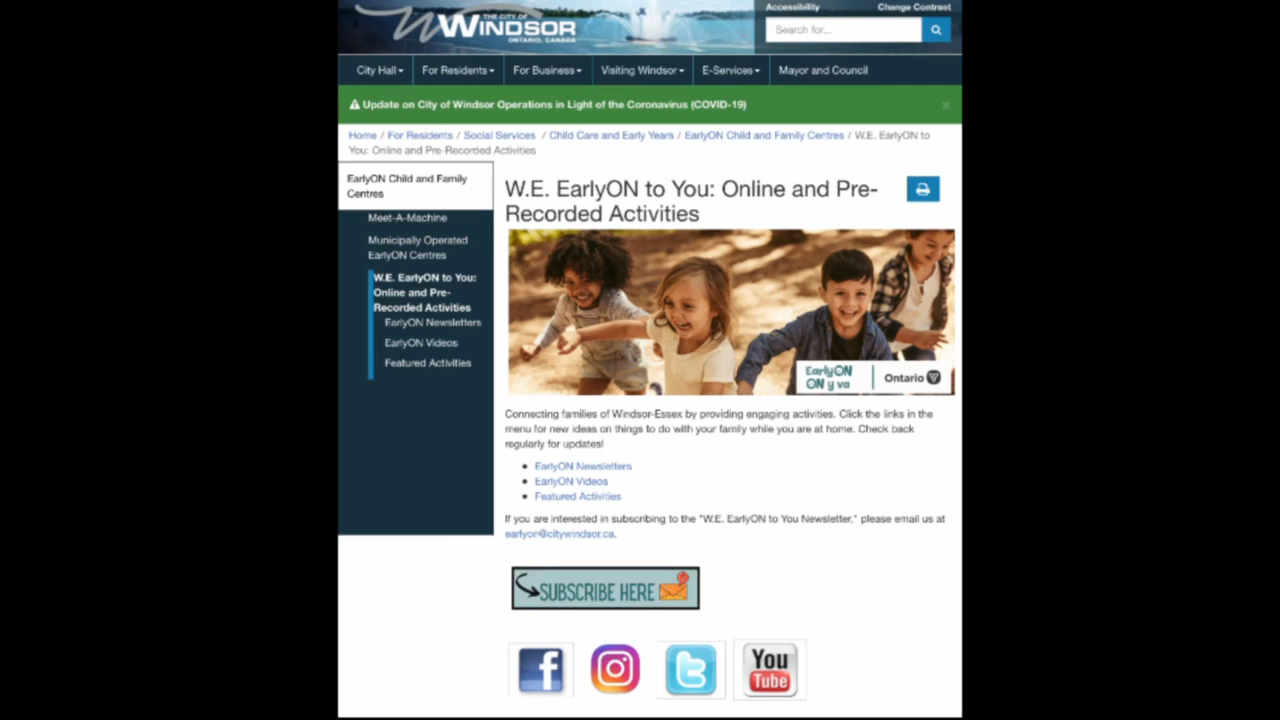 THE CITY OF
WINDSOR
ONTARIO, CANADA
Accessibility
Change Contrast
Search for...
City Hall
For Residents
For Business
Visiting Windsor
E-Services
Mayor and Council
Update on City of Windsor Operations in Light of the Coronavirus (COVID-19)
×
Home / For Residents / Social Services / Child Care and Early Years / EarlyON Child and Family Centres / W.E. EarlyON to
You: Online and Pre-Recorded Activities
EarlyON Child and Family
Centres
Meet-A-Machine
Municipally Operated
EarlyON Centres
W.E. EarlyON to You:
Online and Pre-
Recorded Activities
EarlyON Newsletters
EarlyON Videos
Featured Activities
W.E. EarlyON to You: Online and Pre-
Recorded Activities
EarlyON
ON y va
Ontario
Connecting families of Windsor-Essex by providing engaging activities. Click the links in the
menu for new ideas on things to do with your family while you are at home. Check back
regularly for updates!
EarlyON Newsletters
EarlyON Videos
Featured Activities
If you are interested in subscribing to the "W.E. EarlyON to You Newsletter," please email us at
earlyon@citywindsor.ca.
SUBSCRIBE HERE
You
Tube